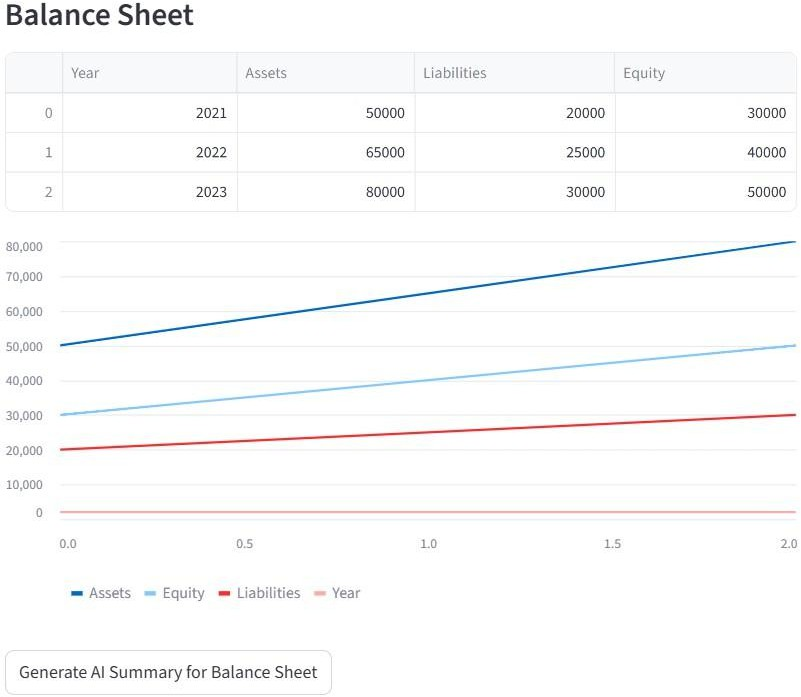 Balance Sheet
Year Assets Liabilities Equity
0 2021 50000 20000 30000
1 2022 65000 25000 40000
2 2023 80000 30000 50000
80,000
70,000
60,000
50,000
40,000
30,000
20,000
10,000
0
0.0 0.5 1.0 1.5 2.0
Assets Equity Liabilities Year
Generate AI Summary for Balance Sheet